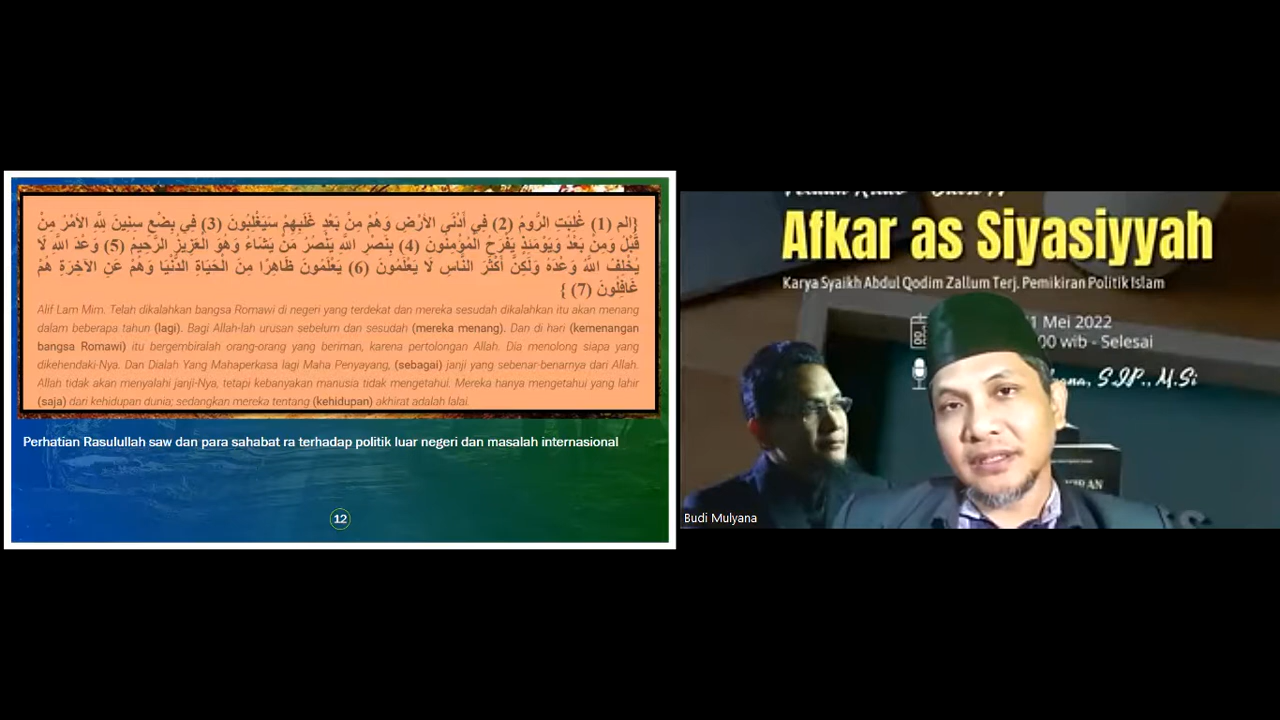 {الم (1) غُلِبَتِ الرُّومُ (2) فِي أَدْنَى الأرْضِ وَهُمْ مِنْ بَعْدِ غَلَبِهِمْ سَيَغْلِبُونَ (3) فِي بِضْعِ سِنِينَ لِلَّهِ الأمْرُ مِنْ
قَبْلُ وَمِنْ بَعْدُ وَيَوْمَئِذٍ يَفْرَحُ الْمُؤْمِنُونَ (4) بِنَصْرِ اللَّهِ يَنْصُرُ مَنْ يَشَاءُ وَهُوَ الْعَزِيزُ الرَّحِيمُ (5) وَعْدَ اللَّهِ لَا
يُخْلِفُ اللَّهُ وَعْدَهُ وَلَكِنَّ أَكْثَرَ النَّاسِ لَا يَعْلَمُونَ (6) يَعْلَمُونَ ظَاهِرًا مِنَ الْحَيَاةِ الدُّنْيَا وَهُمْ عَنِ الآخِرَةِ هُمْ
غَافِلُونَ (7) }
Alif Lam Mim. Telah dikalahkan bangsa Romawi di negeri yang terdekat dan mereka sesudah dikalahkan itu akan menang
dalam beberapa tahun (lagi). Bagi Allah-lah urusan sebelum dan sesudah (mereka menang). Dan di hari (kemenangan
bangsa Romawi) itu bergembiralah orang-orang yang beriman, karena pertolongan Allah. Dia menolong siapa yang
dikehendaki-Nya. Dan Dialah Yang Mahaperkasa lagi Maha Penyayang, (sebagai) janji yang sebenar-benarnya dari Allah.
Allah tidak akan menyalahi janji-Nya, tetapi kebanyakan manusia tidak mengetahui. Mereka hanya mengetahui yang lahir
(saja) dari kehidupan dunia; sedangkan mereka tentang (kehidupan) akhirat adalah lalai.
Perhatian Rasulullah saw dan para sahabat ra terhadap politik luar negeri dan masalah internasional
12
Afkar as Siyasiyyah
Karya Syaikh Abdul Qodim Zallum Terj. Pemikiran Politik Islam
1 Mei 2022
00 wib - Selesai
S.IP., M.Si
Budi Mulyana